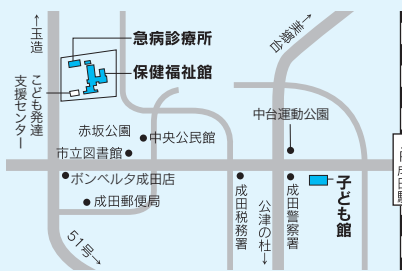 ←玉造
急病診療所
保健福祉館
こども発達
支援センター
→美郷台
赤坂公園
中央公民館
市立図書館
中台運動公園
ボンベルタ成田店
成田郵便局
51号→
成田税務署
公津の杜→
成田警察署
子ども館